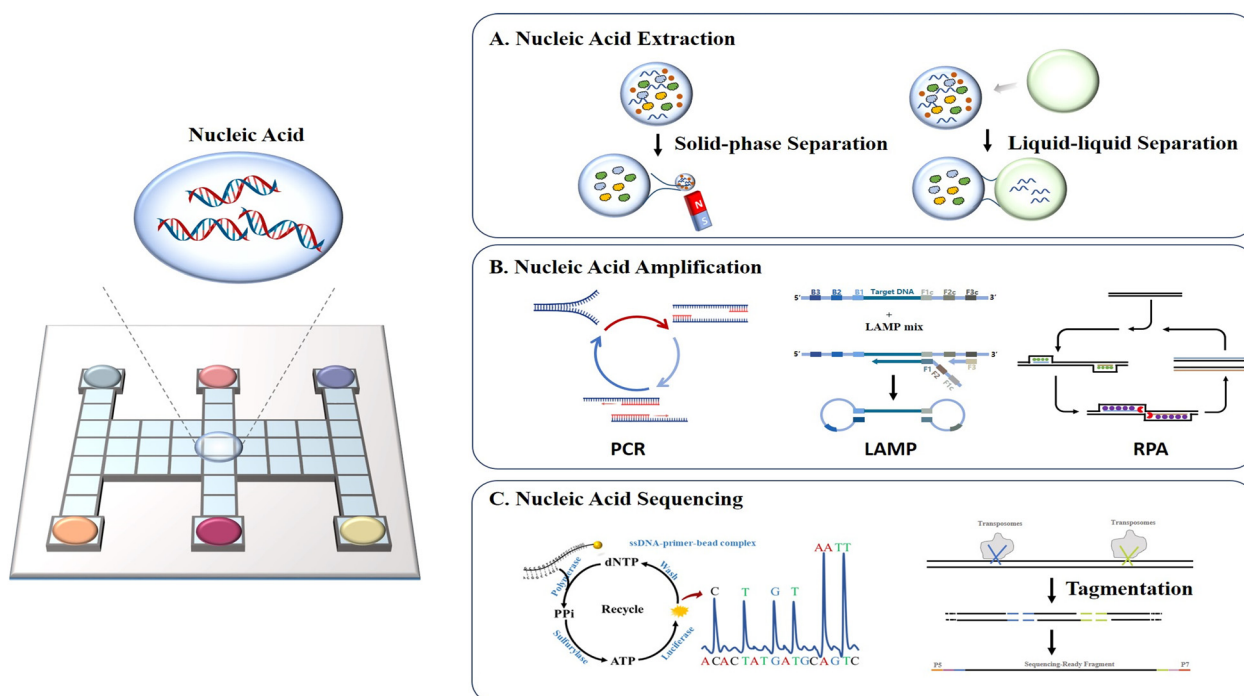 Nucleic Acid
A. Nucleic Acid Extraction
Solid-phase Separation
N
S
Liquid-liquid Separation
B. Nucleic Acid Amplification
PCR
5' B3 B2 B1 Target DNA F1c F2c F3c 3'
+
LAMP mix
5' 3'
F1 F2 F1c F3
LAMP
RPA
C. Nucleic Acid Sequencing
ssDNA-primer-bead complex
Polymerase
dNTP
Wash
PPi
Recycle
Sulfurylase
ATP
Luciferase
C T G T AATT
ACACTATGATGCAGTC
Transposomes Transposomes
Tagmentation
P5 Sequencing-Ready Fragment P7